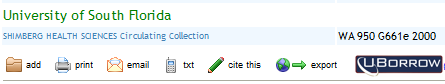 University of South Florida
SHIMBERG HEALTH SCIENCES Circulating Collection WA 950 G661e 2000
add print email txt cite this export UBORROW